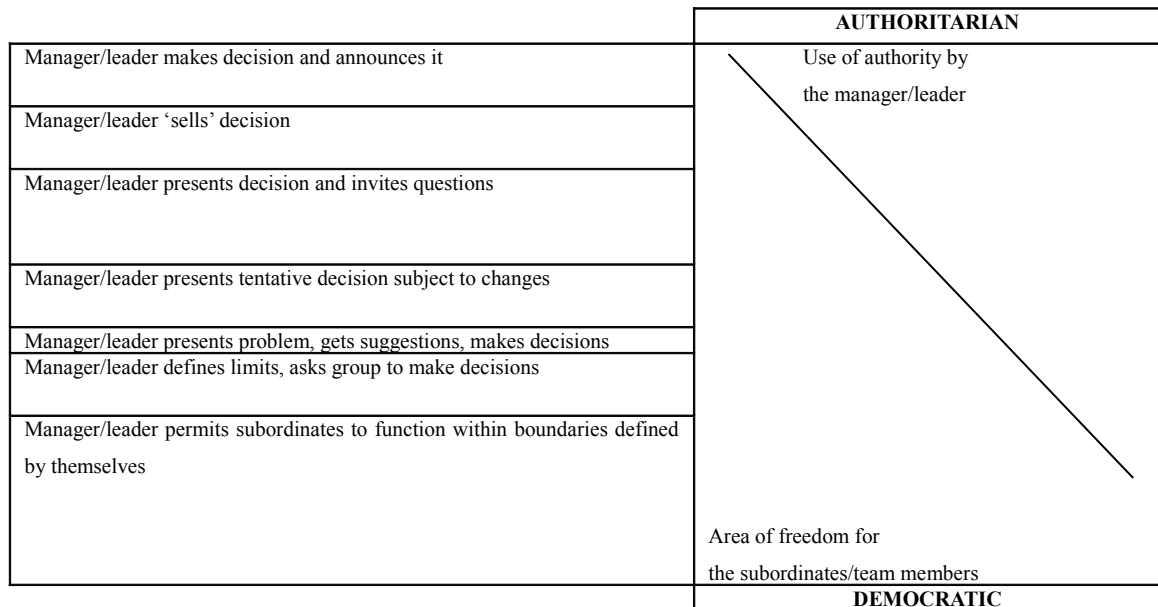 AUTHORITARIAN
Manager/leader makes decision and announces it
Use of authority by
the manager/leader
Manager/leader ‘sells’ decision
Manager/leader presents decision and invites questions
Manager/leader presents tentative decision subject to changes
Manager/leader presents problem, gets suggestions, makes decisions
Manager/leader defines limits, asks group to make decisions
Manager/leader permits subordinates to function within boundaries defined
by themselves
Area of freedom for
the subordinates/team members
DEMOCRATIC